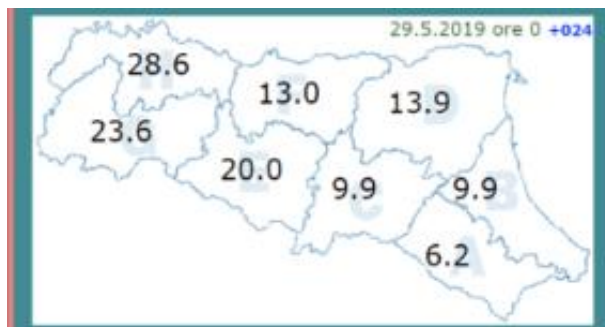 29.5.2019 ore 0 +024
28.6 H
13.0 F
13.9 D
23.6 G
20.0 E
9.9 C
9.9 B
6.2 A